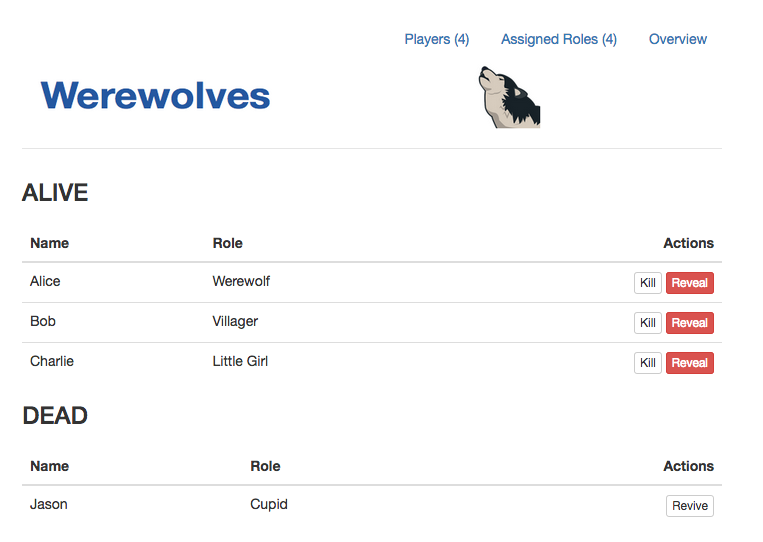 Players (4) Assigned Roles (4) Overview
Werewolves
ALIVE
Name Role Actions
Alice Werewolf Kill Reveal
Bob Villager Kill Reveal
Charlie Little Girl Kill Reveal
DEAD
Name Role Actions
Jason Cupid Revive